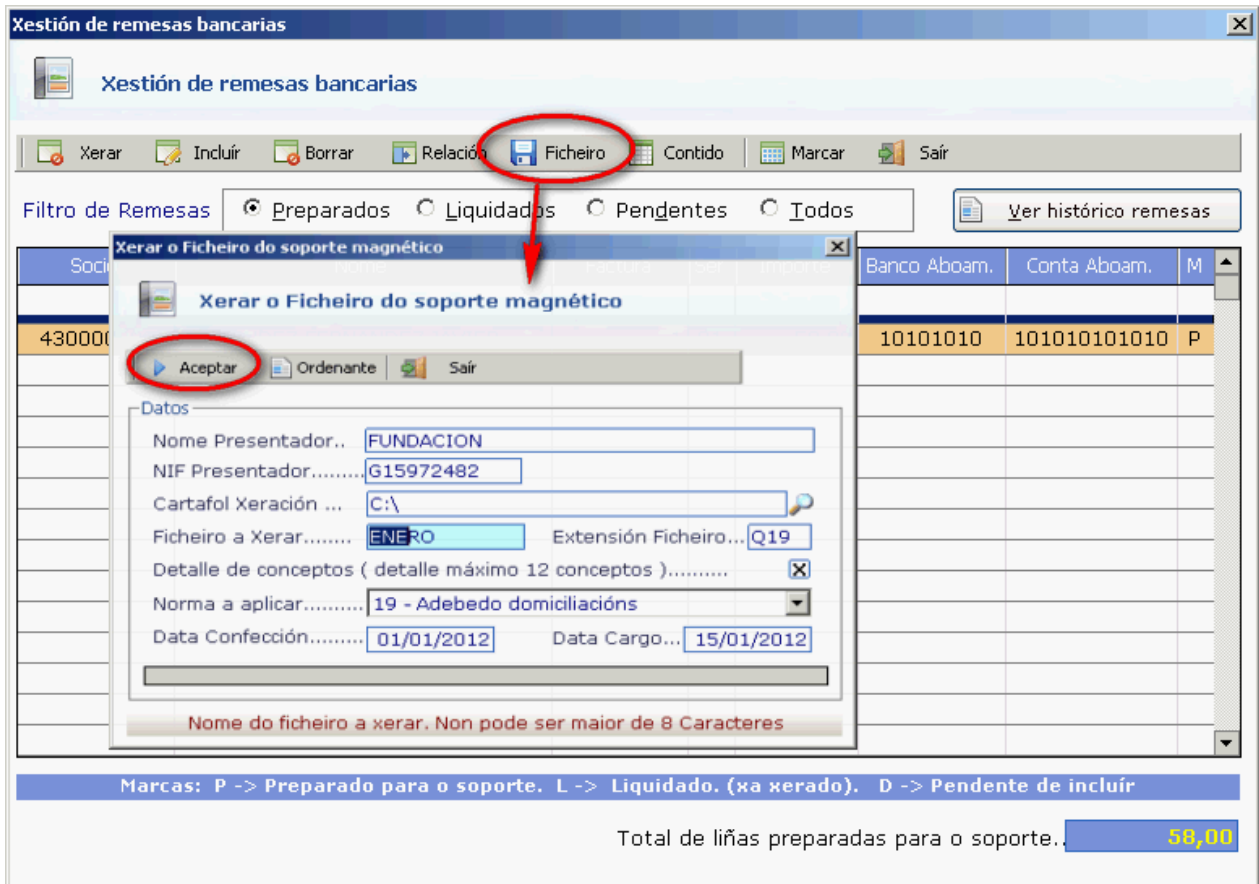 Xestión de remesas bancarias
Xestión de remesas bancarias
Xerar Incluír Borrar Relación Ficheiro Contido Marcar Saír
Filtro de Remesas Preparados Liquidados Pendentes Todos Ver histórico remesas
Xerar o Ficheiro do soporte magnético
Banco Aboam. Conta Aboam. M
Xerar o Ficheiro do soporte magnético
10101010 101010101010 P
Aceptar Ordenante Saír
Datos
Nome Presentador.. FUNDACION
NIF Presentador......... G15972482
Cartafol Xeración ... C:\
Ficheiro a Xerar........ ENERO Extensión Ficheiro... Q19
Detalle de conceptos ( detalle máximo 12 conceptos )..........
Norma a aplicar.......... 19 - Adebedo domiciliacións
Data Confección......... 01/01/2012 Data Cargo... 15/01/2012
Nome do ficheiro a xerar. Non pode ser maior de 8 Caracteres
Marcas: P -> Preparado para o soporte. L -> Liquidado. (xa xerado). D -> Pendente de incluír
Total de liñas preparadas para o soporte.. 58,00